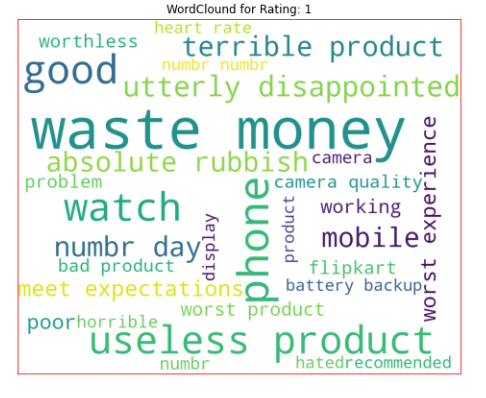 WordClound for Rating: 1
heart rate
worthless
terrible product
good
numbr numbr
utterly disappointed
waste money
absolute rubbish
camera
worst experience
problem
camera quality
watch
phone
product
working
display
mobile
numbr day
bad product
flipkart
meet expectations
battery backup
worst product
poor
horrible
useless product
numbr
hated
recommended